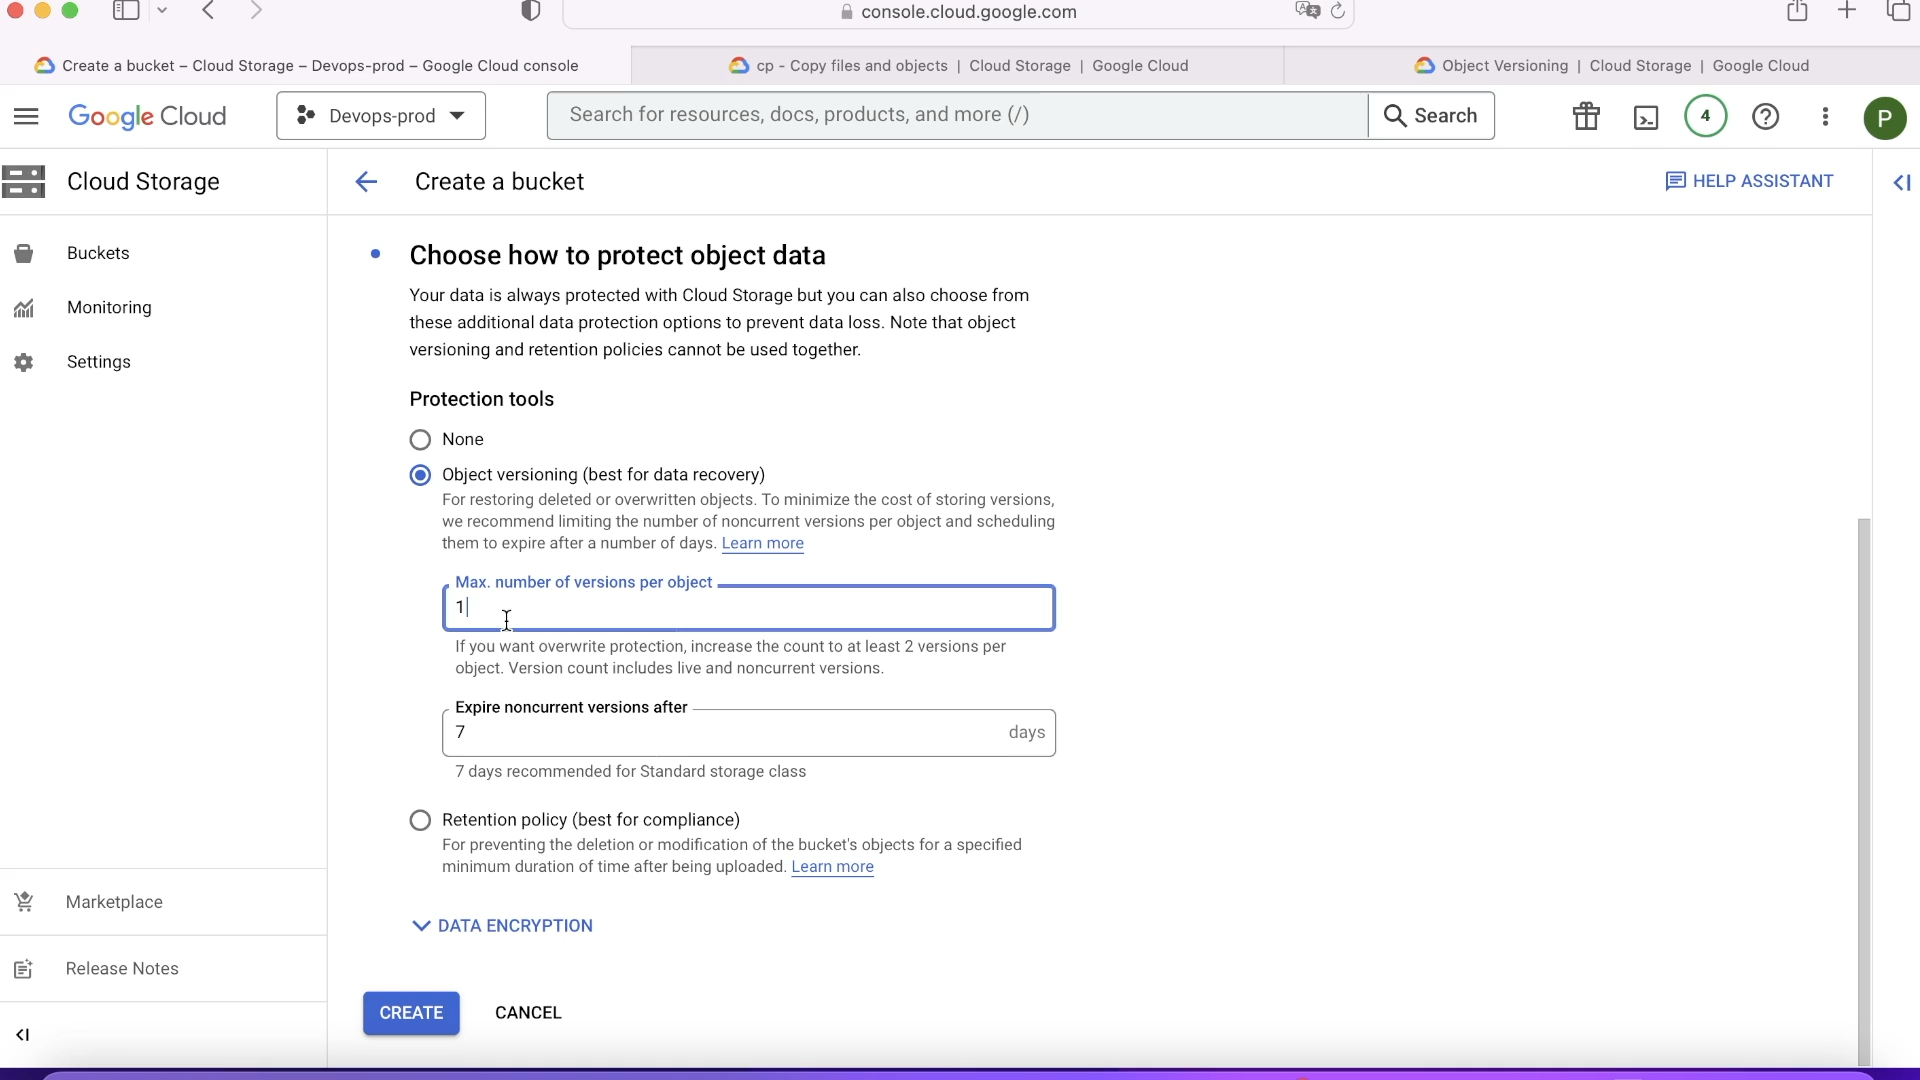 console.cloud.google.com
Create a bucket – Cloud Storage – Devops-prod – Google Cloud console
cp - Copy files and objects | Cloud Storage | Google Cloud
Object Versioning | Cloud Storage | Google Cloud
Google Cloud
Devops-prod
Search for resources, docs, products, and more (/)
Search
4
P
Cloud Storage
Create a bucket
HELP ASSISTANT
Buckets
Monitoring
Settings
Marketplace
Release Notes
Choose how to protect object data
Your data is always protected with Cloud Storage but you can also choose from
these additional data protection options to prevent data loss. Note that object
versioning and retention policies cannot be used together.
Protection tools
None
Object versioning (best for data recovery)
For restoring deleted or overwritten objects. To minimize the cost of storing versions,
we recommend limiting the number of noncurrent versions per object and scheduling
them to expire after a number of days. Learn more
Max. number of versions per object
1
If you want overwrite protection, increase the count to at least 2 versions per
object. Version count includes live and noncurrent versions.
Expire noncurrent versions after
7 days
7 days recommended for Standard storage class
Retention policy (best for compliance)
For preventing the deletion or modification of the bucket's objects for a specified
minimum duration of time after being uploaded. Learn more
DATA ENCRYPTION
CREATE CANCEL